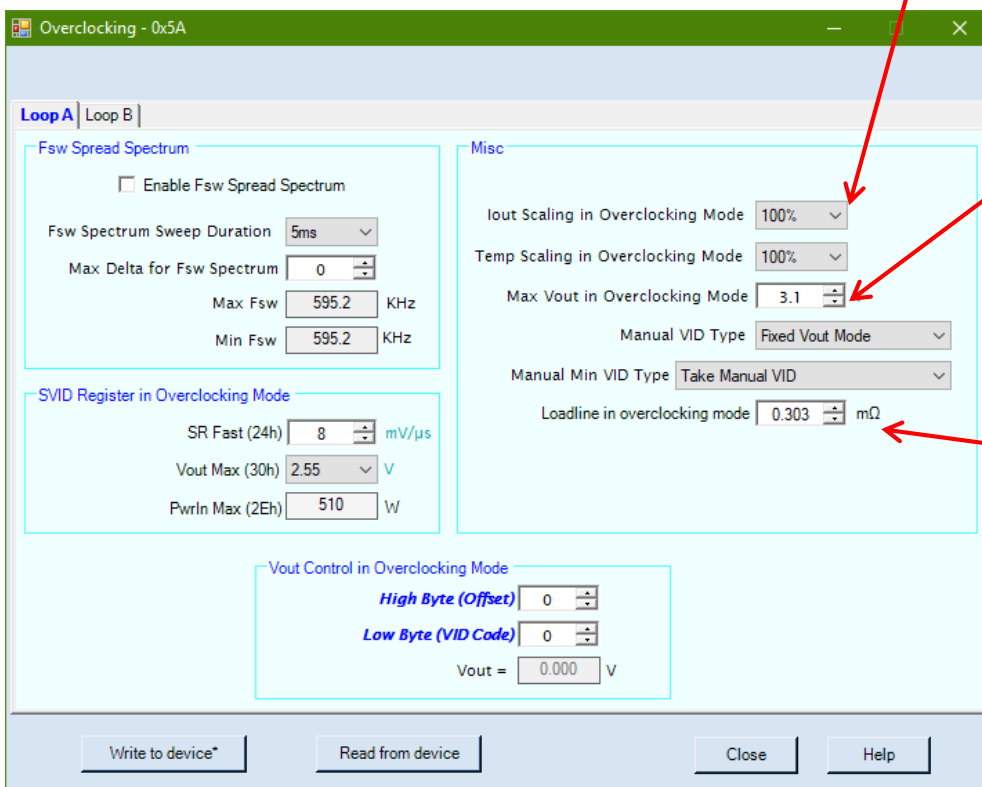 Overclocking - 0x5A
Loop A Loop B
Fsw Spread Spectrum
Enable Fsw Spread Spectrum
Fsw Spectrum Sweep Duration 5ms
Max Delta for Fsw Spectrum 0
Max Fsw 595.2 KHz
Min Fsw 595.2 KHz
SVID Register in Overclocking Mode
SR Fast (24h) 8 mV/µs
Vout Max (30h) 2.55 V
PwrIn Max (2Eh) 510 W
Misc
Iout Scaling in Overclocking Mode 100%
Temp Scaling in Overclocking Mode 100%
Max Vout in Overclocking Mode 3.1
Manual VID Type Fixed Vout Mode
Manual Min VID Type Take Manual VID
Loadline in overclocking mode 0.303 mΩ
Vout Control in Overclocking Mode
High Byte (Offset) 0
Low Byte (VID Code) 0
Vout = 0.000 V
Write to device* Read from device Close Help